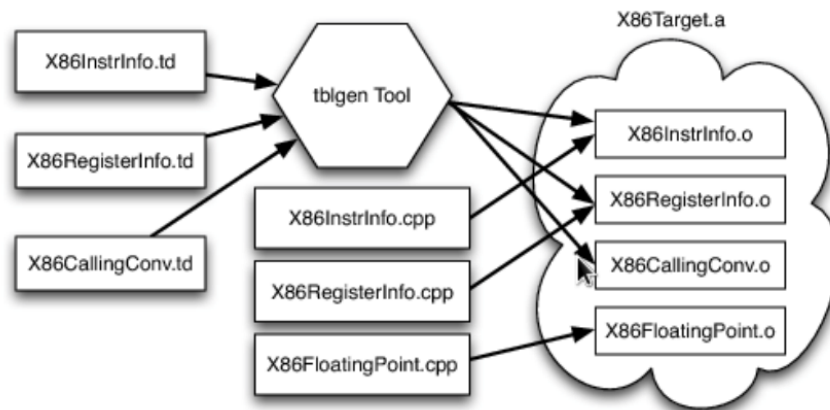 X86Target.a
X86InstrInfo.td
tblgen Tool
X86InstrInfo.o
X86RegisterInfo.td
X86RegisterInfo.o
X86InstrInfo.cpp
X86CallingConv.td
X86CallingConv.o
X86RegisterInfo.cpp
X86FloatingPoint.o
X86FloatingPoint.cpp